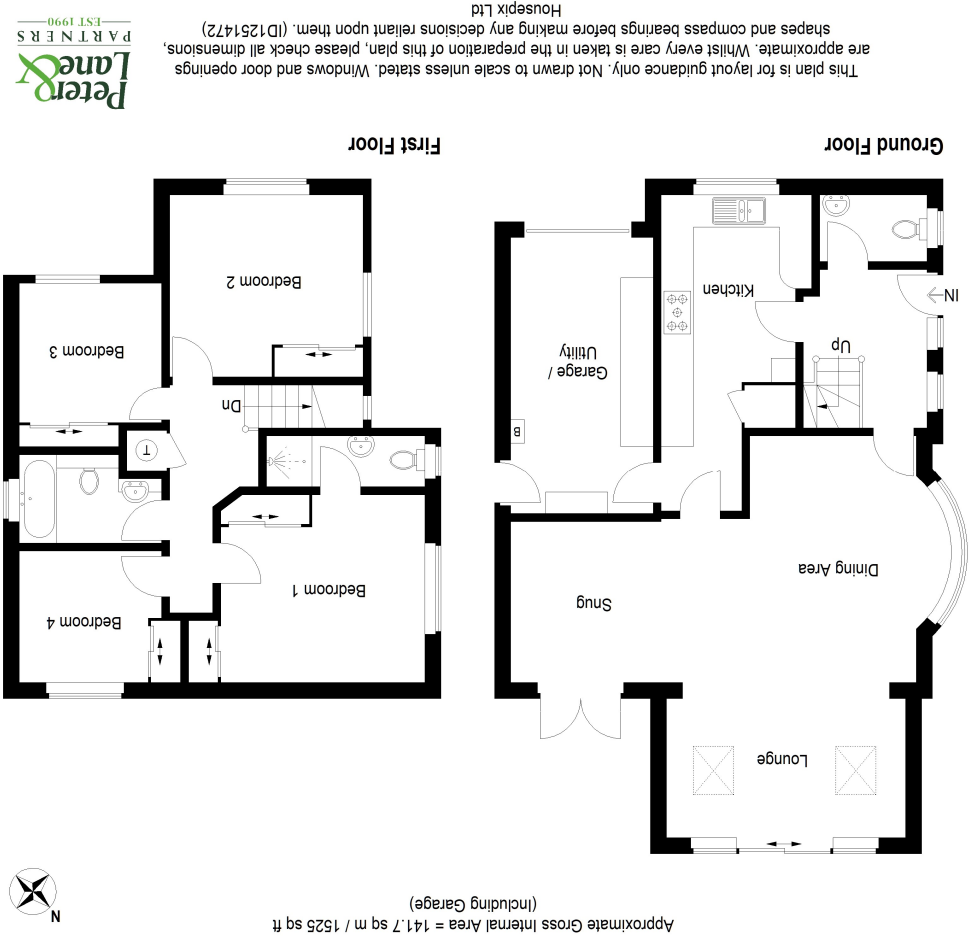 Approximate Gross Internal Area = 141.7 sq m / 1525 sq ft
(Including Garage)
N
Lounge
Snug
Dining Area
B
Garage /
Utility
Up
IN
Kitchen
Ground Floor
Bedroom 4
Bedroom 1
T
Dn
Bedroom 3
Bedroom 2
First Floor
This plan is for layout guidance only. Not drawn to scale unless stated. Windows and door openings
are approximate. Whilst every care is taken in the preparation of this plan, please check all dimensions,
shapes and compass bearings before making any decisions reliant upon them. (ID1251472)
Housepix Ltd
Peter
& Lane
PARTNERS
EST 1990